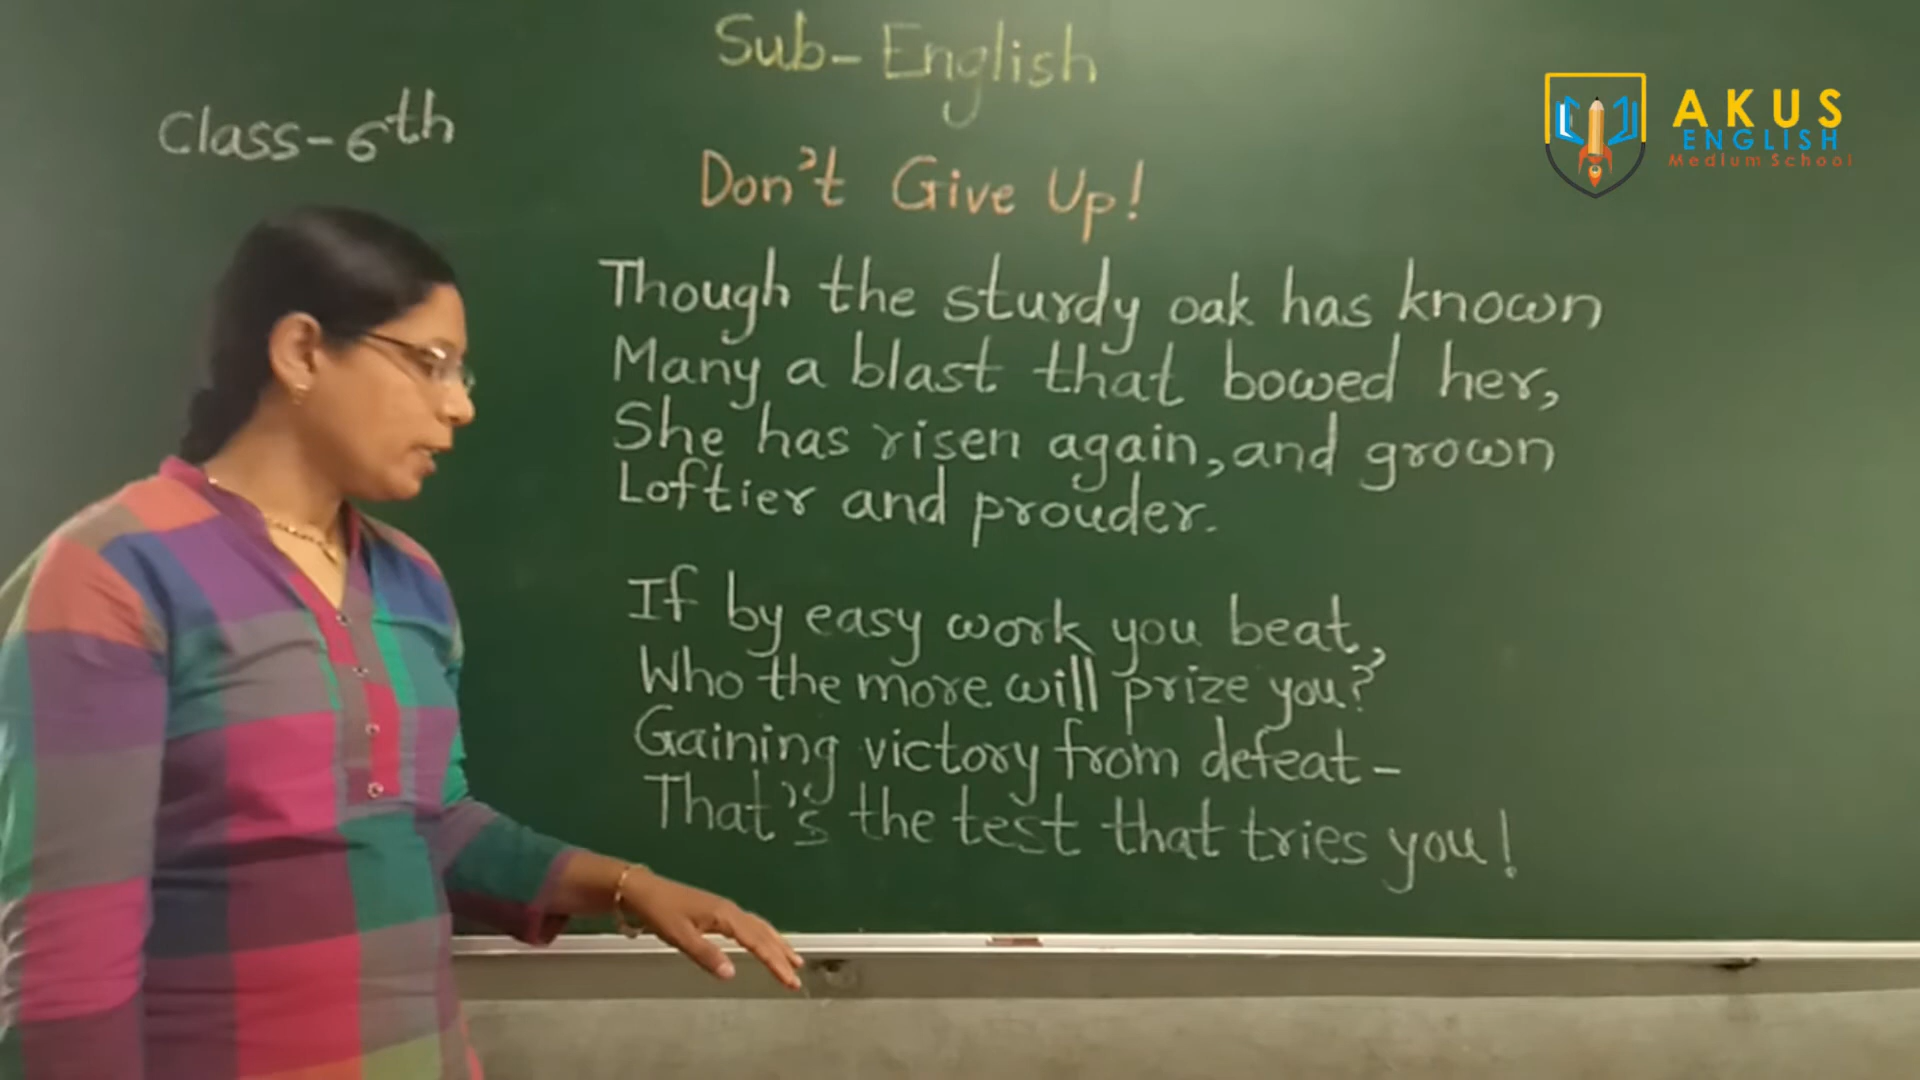 Sub-English
Class-6th
Don't Give Up!
Though the sturdy oak has known
Many a blast that bowed her,
She has risen again, and grown
Loftier and prouder.
If by easy work you beat,
Who the more will prize you?
Gaining victory from defeat-
That's the test that tries you!
AKUS
ENGLISH
Medium School